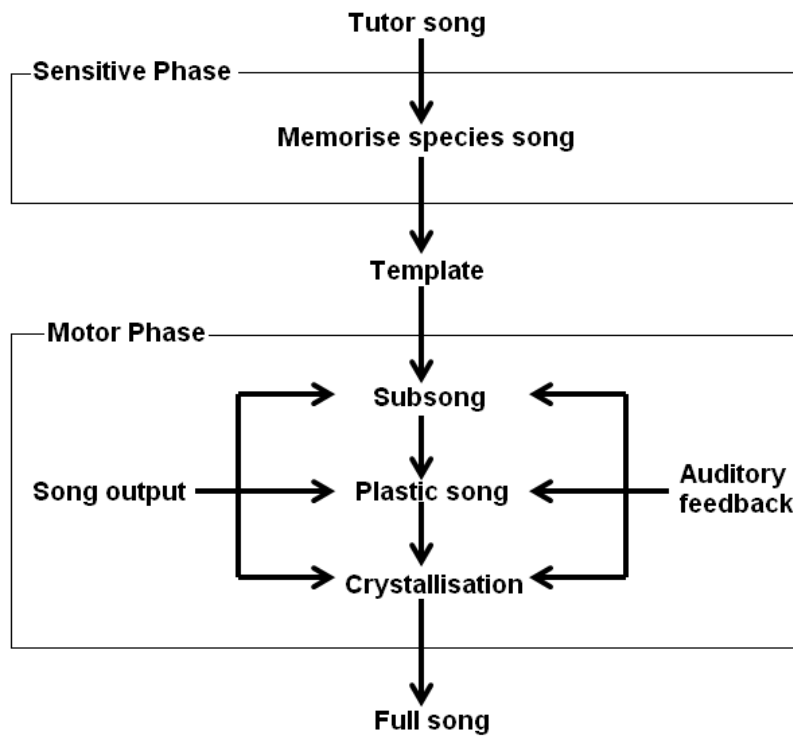 Tutor song
Sensitive Phase
Memorise species song
Template
Motor Phase
Subsong
Song output
Plastic song
Auditory
feedback
Crystallisation
Full song